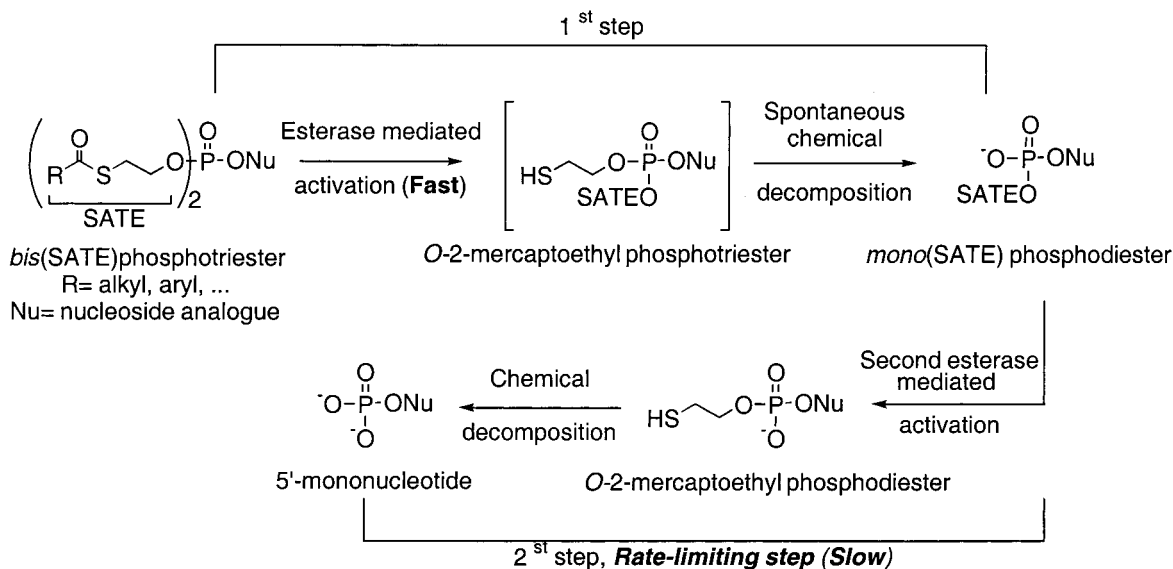 1 st step
O
R
S
O
2
O
P
ONu
SATE
bis(SATE)phosphotriester
R= alkyl, aryl, ...
Nu= nucleoside analogue
Esterase mediated
activation (Fast)
HS
O
O
P
ONu
SATEO
O-2-mercaptoethyl phosphotriester
Spontaneous
chemical
decomposition
O
-O
P
ONu
SATEO
mono(SATE) phosphodiester
Second esterase
mediated
activation
HS
O
O
P
ONu
-O
O-2-mercaptoethyl phosphodiester
Chemical
decomposition
O
-O
P
ONu
-O
5'-mononucleotide
2 st step, Rate-limiting step (Slow)